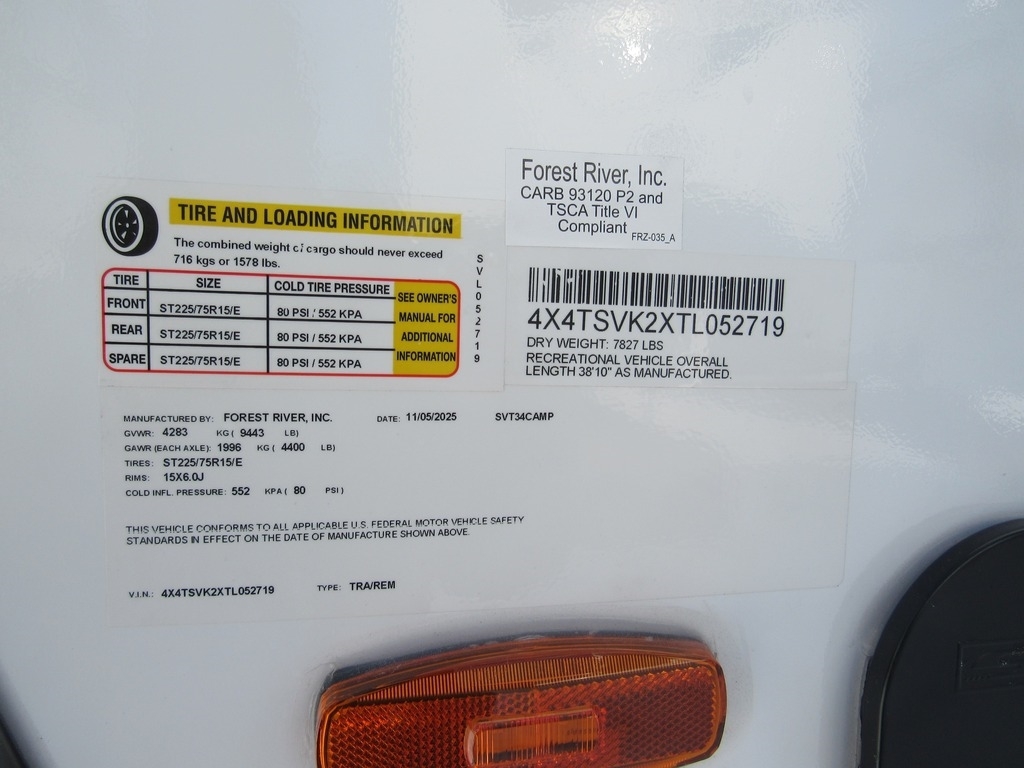 Forest River, Inc.
CARB 93120 P2 and
TSCA Title VI
Compliant FRZ-035_A
TIRE AND LOADING INFORMATION
The combined weight of cargo should never exceed
716 kgs or 1578 lbs.
TIRE SIZE COLD TIRE PRESSURE
FRONT ST225/75R15/E 80 PSI / 552 KPA
REAR ST225/75R15/E 80 PSI / 552 KPA
SPARE ST225/75R15/E 80 PSI / 552 KPA
SEE OWNER'S
MANUAL FOR
ADDITIONAL
INFORMATION
SVL052719
4X4TSVK2XTL052719
DRY WEIGHT: 7827 LBS
RECREATIONAL VEHICLE OVERALL
LENGTH 38'10" AS MANUFACTURED.
MANUFACTURED BY: FOREST RIVER, INC. DATE: 11/05/2025 SVT34CAMP
GVWR: 4283 KG ( 9443 LB)
GAWR (EACH AXLE): 1996 KG ( 4400 LB)
TIRES: ST225/75R15/E
RIMS: 15X6.0J
COLD INFL. PRESSURE: 552 KPA ( 80 PSI )
THIS VEHICLE CONFORMS TO ALL APPLICABLE U.S. FEDERAL MOTOR VEHICLE SAFETY
STANDARDS IN EFFECT ON THE DATE OF MANUFACTURE SHOWN ABOVE.
V.I.N.: 4X4TSVK2XTL052719 TYPE: TRA/REM